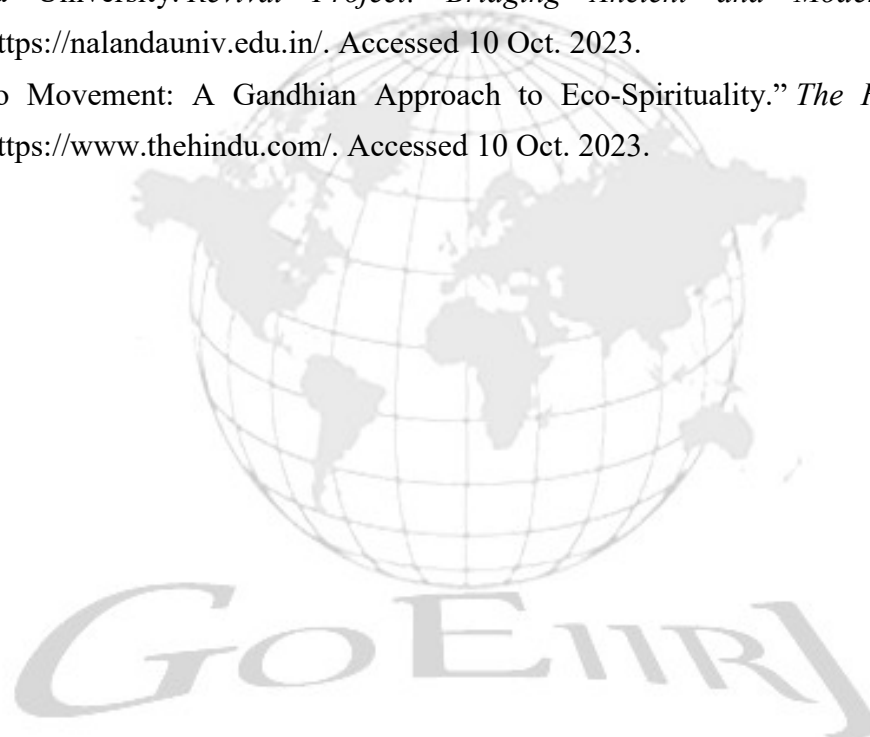 University. Revival Project: Bridging Ancient and
ttps://nalandauniv.edu.in/. Accessed 10 Oct. 2023.
o Movement: A Gandhian Approach to Eco-Spirituality.” The
ttps://www.thehindu.com/. Accessed 10 Oct. 2023.
GOEIIRJ